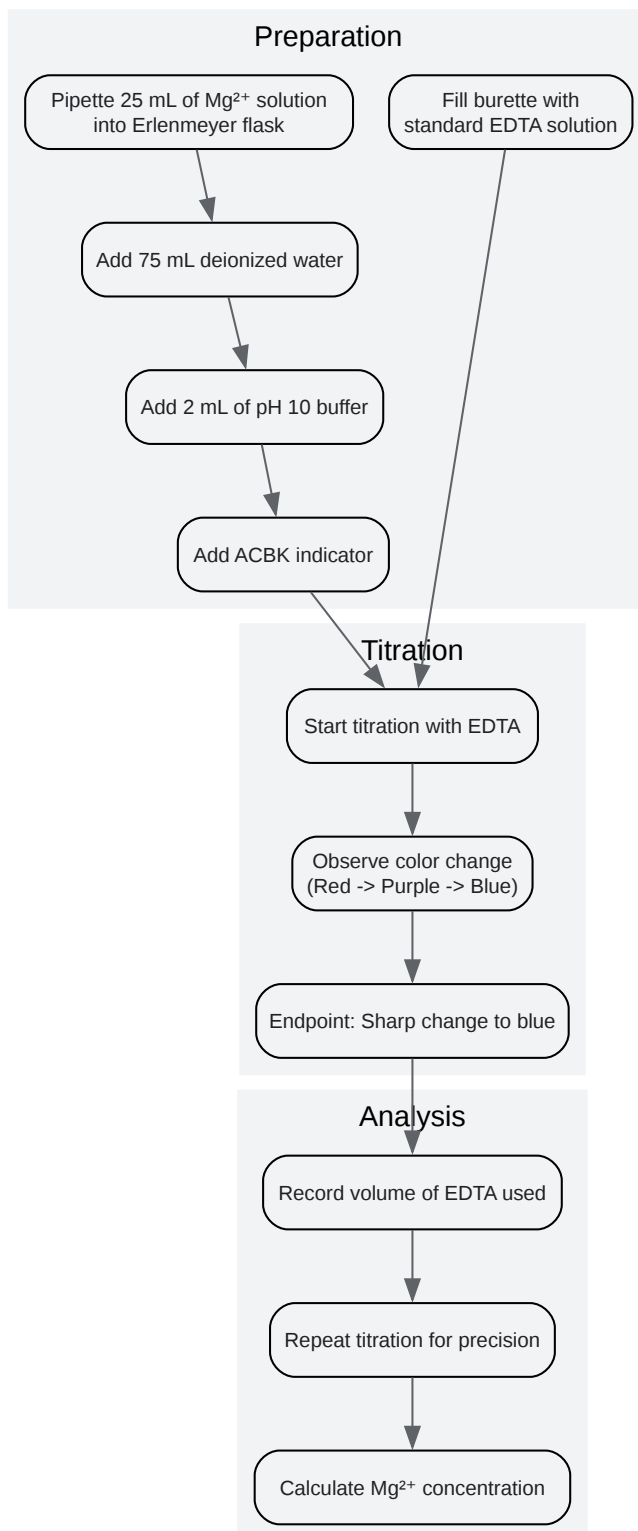 Preparation
Pipette 25 mL of Mg²⁺ solution
into Erlenmeyer flask
Fill burette with
standard EDTA solution
Add 75 mL deionized water
Add 2 mL of pH 10 buffer
Add ACBK indicator
Titration
Start titration with EDTA
Observe color change
(Red -> Purple -> Blue)
Endpoint: Sharp change to blue
Analysis
Record volume of EDTA used
Repeat titration for precision
Calculate Mg²⁺ concentration